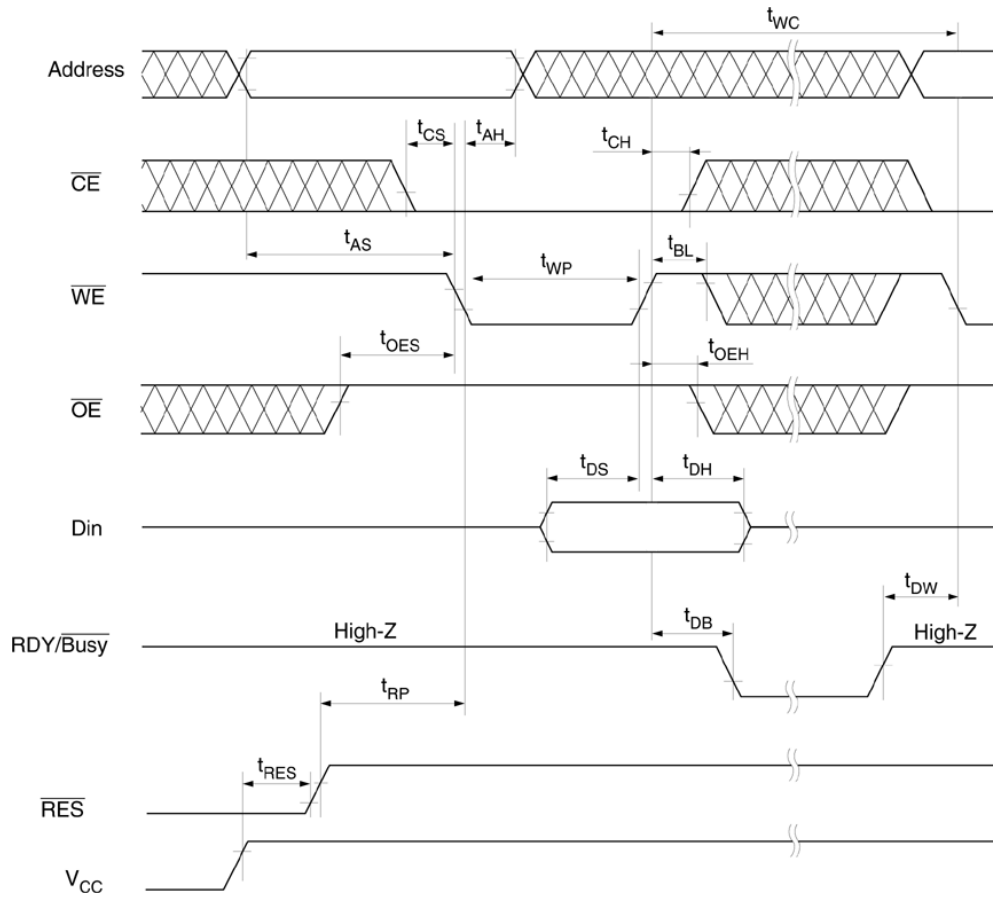 tWC
Address
tCS tAH
tCH
CE
tAS
tBL
tWP
WE
tOES
tOEH
OE
tDS tDH
Din
tDW
tDB
High-Z High-Z
RDY/Busy
tRP
tRES
RES
VCC